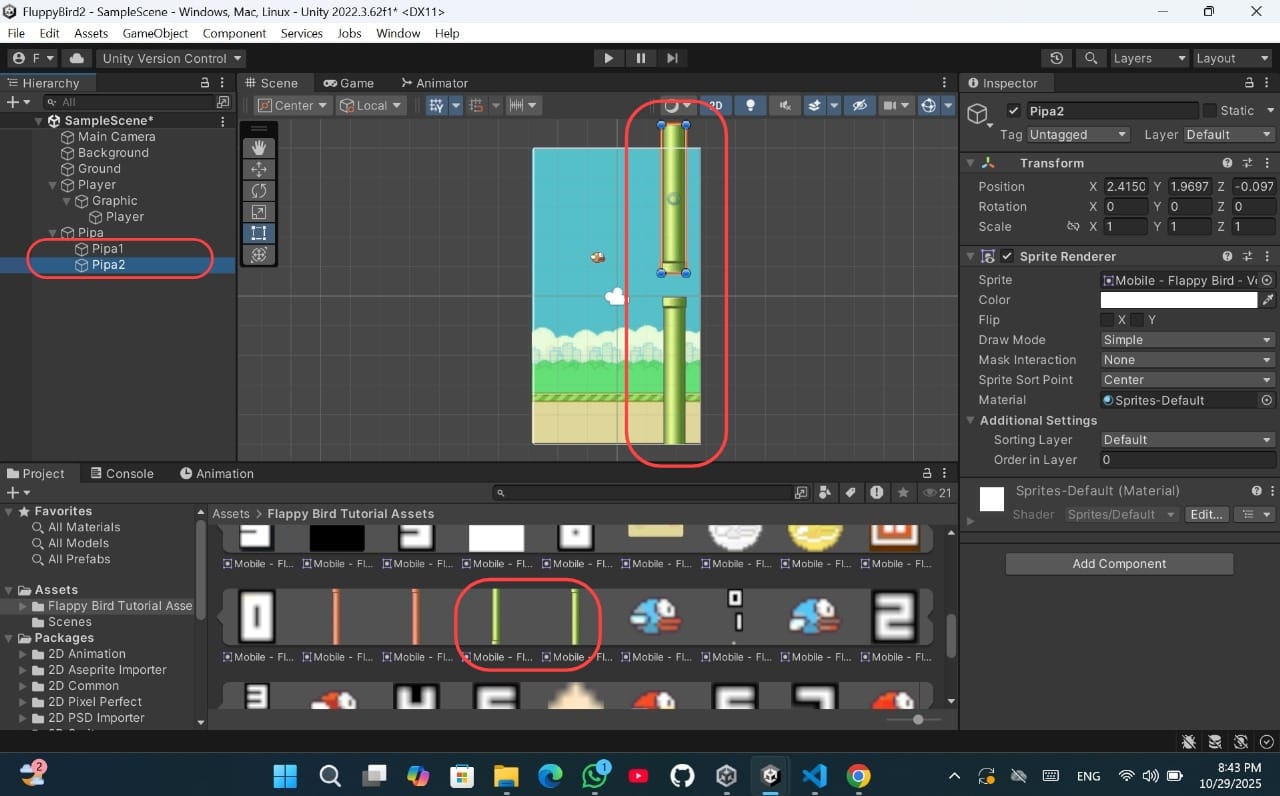 FluppyBird2 - SampleScene - Windows, Mac, Linux - Unity 2022.3.62f1* <DX11>
File Edit Assets GameObject Component Services Jobs Window Help
F Unity Version Control Layers Layout
Hierarchy
All
SampleScene*
Main Camera
Background
Ground
Player
Graphic
Player
Pipa
Pipa1
Pipa2
Scene Game Animator
Center Local 2D
Inspector
Pipa2 Static
Tag Untagged Layer Default
Transform
Position X 2.4150 Y 1.9697 Z -0.097
Rotation X 0 Y 0 Z 0
Scale X 1 Y 1 Z 1
Sprite Renderer
Sprite Mobile - Flappy Bird - Ve
Color
Flip X Y
Draw Mode Simple
Mask Interaction None
Sprite Sort Point Center
Material Sprites-Default
Additional Settings
Sorting Layer Default
Order in Layer 0
Sprites-Default (Material)
Shader Sprites/Default Edit...
Add Component
Project Console Animation
21
Favorites
All Materials
All Models
All Prefabs
Assets
Flappy Bird Tutorial Asse
Scenes
Packages
2D Animation
2D Aseprite Importer
2D Common
2D Pixel Perfect
2D PSD Importer
Assets > Flappy Bird Tutorial Assets
Mobile - Fl... Mobile - Fl... Mobile - Fl... Mobile - Fl... Mobile - Fl... Mobile - Fl... Mobile - Fl... Mobile - Fl... Mobile - Fl...
0 0 1 2
Mobile - Fl... Mobile - Fl... Mobile - Fl... Mobile - Fl... Mobile - Fl... Mobile - Fl... Mobile - Fl... Mobile - Fl... Mobile - Fl...
2 1 ENG 8:43 PM
10/29/2025